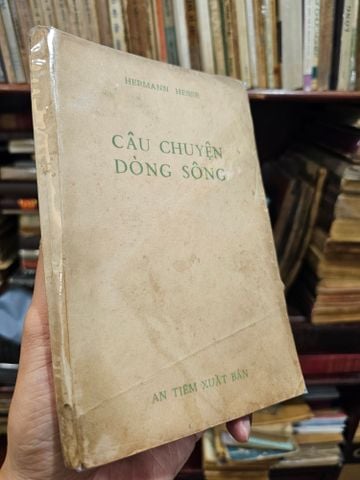 HERMANN HESSE
CÂU CHUYỆN
DÒNG SÔNG
AN TIÊM XUẤT BẢN